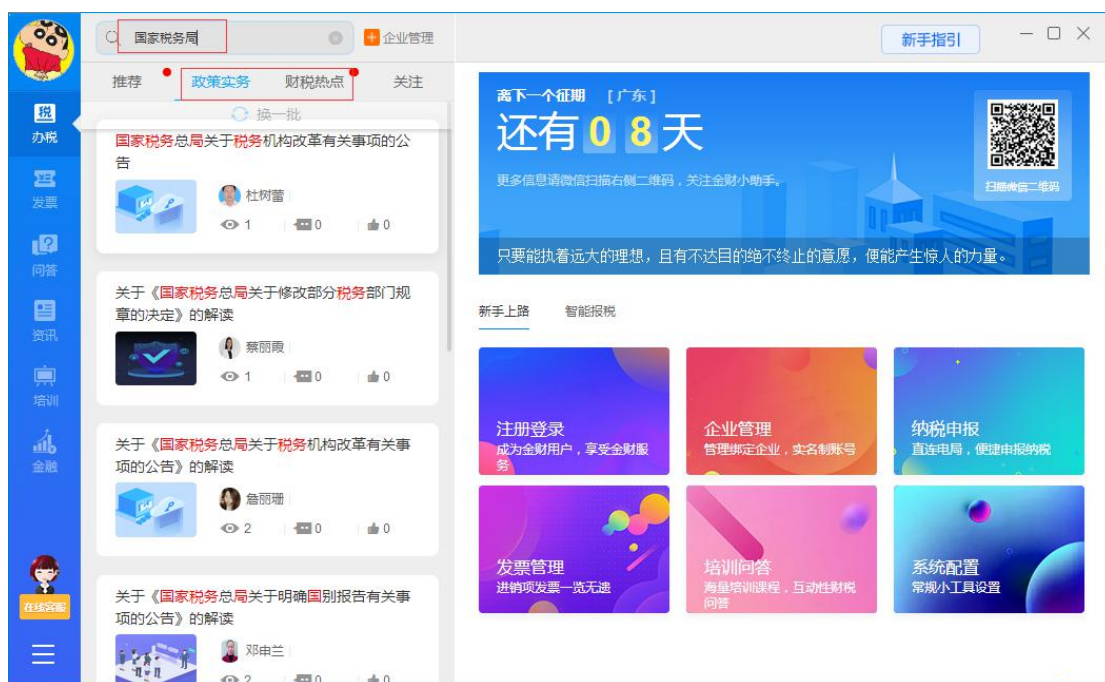 国家税务局
企业管理
新手指引
推荐
政策实务
财税热点
关注
换一批
税
办税
发票
问答
资讯
培训
金融
在线客服
国家税务总局关于税务机构改革有关事项的公
告
杜树蕾
1
0
0
关于《国家税务总局关于修改部分税务部门规
章的决定》的解读
蔡丽霞
1
0
0
关于《国家税务总局关于税务机构改革有关事
项的公告》的解读
詹丽珊
2
0
0
关于《国家税务总局关于明确国别报告有关事
项的公告》的解读
邓由兰
2
0
0
离下一个征期 [广东]
还有08天
更多信息请微信扫描右侧二维码，关注金财小助手。
扫描微信二维码
只要能执着远大的理想，且有不达目的绝不终止的意愿，便能产生惊人的力量。
新手上路
智能报税
注册登录
成为金财用户，享受金财服
务
企业管理
管理绑定企业，实名制账号
纳税申报
直连电局，便捷申报纳税
发票管理
进销项发票一览无遗
培训问答
海量培训课程，互动性财税
问答
系统配置
常规小工具设置